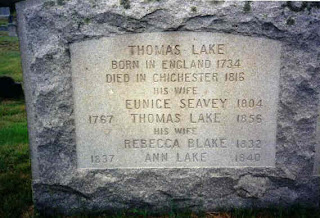 THOMAS LAKE
BORN IN ENGLAND 1734
DIED IN CHICHESTER 1816
HIS WIFE
EUNICE SEAVEY 1804
1767 THOMAS LAKE 1856
HIS WIFE
REBECCA BLAKE 1832
1837 ANN LAKE 1840